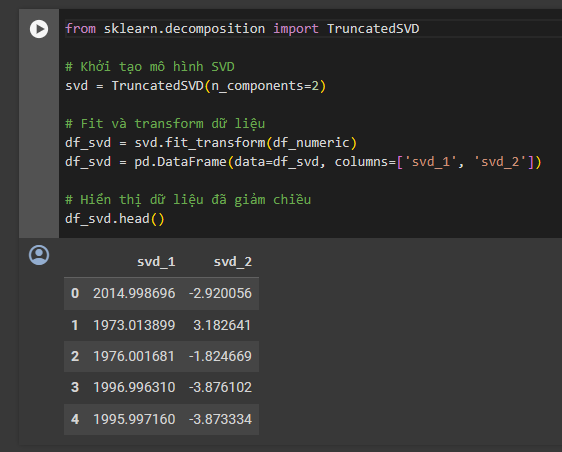 from sklearn.decomposition import TruncatedSVD
# Khởi tạo mô hình SVD
svd = TruncatedSVD(n_components=2)
# Fit và transform dữ liệu
df_svd = svd.fit_transform(df_numeric)
df_svd = pd.DataFrame(data=df_svd, columns=['svd_1', 'svd_2'])
# Hiển thị dữ liệu đã giảm chiều
df_svd.head()
svd_1 svd_2
0 2014.998696 -2.920056
1 1973.013899 3.182641
2 1976.001681 -1.824669
3 1996.996310 -3.876102
4 1995.997160 -3.873334